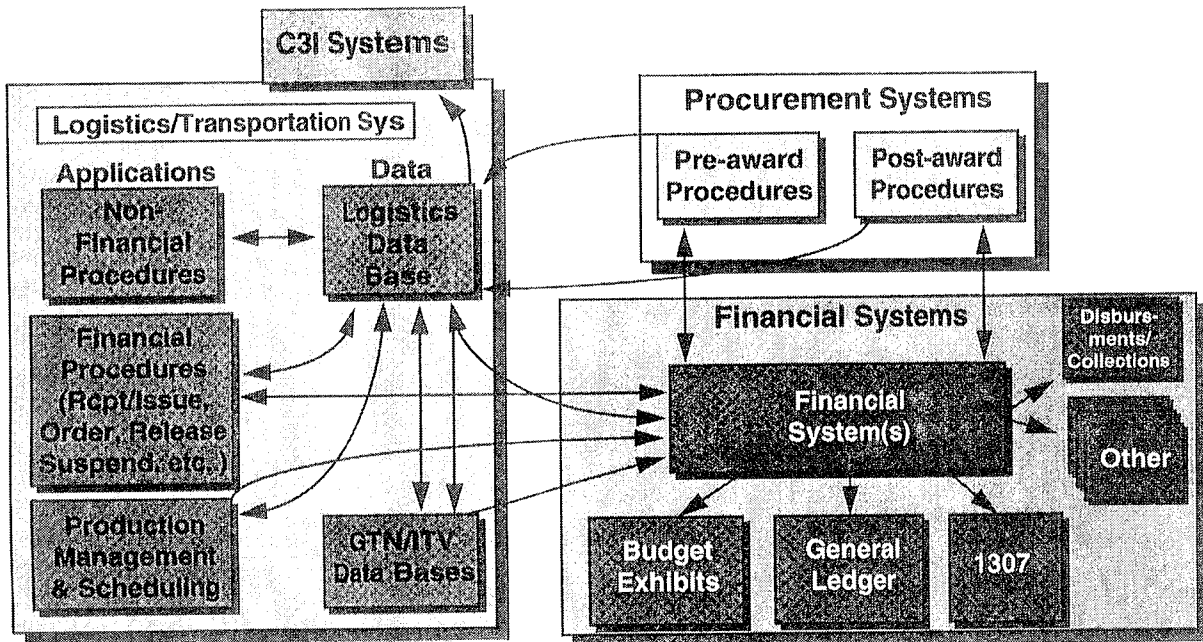 C3I Systems
Logistics/Transportation Sys
Applications
Data
Non-
Financial
Procedures
Logistics
Data
Base
Financial
Procedures
(Rcpt/Issue,
Order, Release
Suspend, etc,.)
Production
Management
& Scheduling
GTN/ITV
Data Bases
Procurement Systems
Pre-award
Procedures
Post-award
Procedures
Financial Systems
Disburs-
ments/
Collections
Financial
System(s)
Other
Budget
Exhibits
General
Ledger
1307